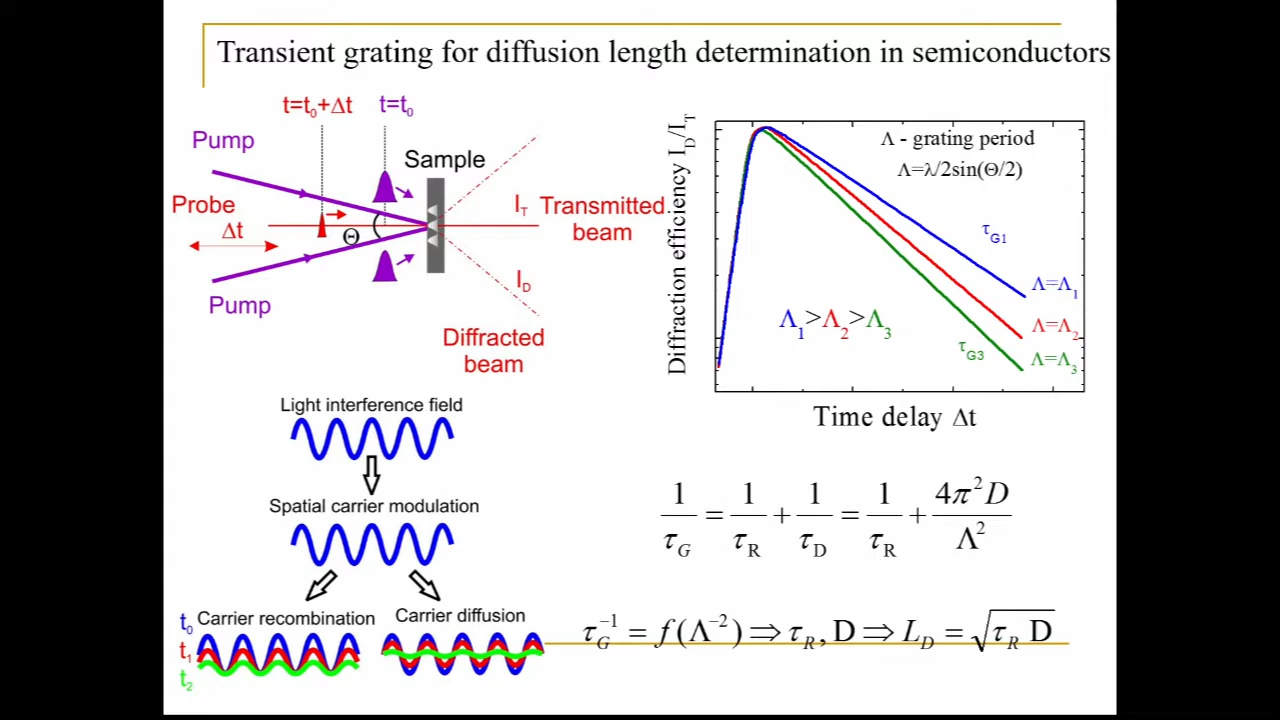 Transient grating for diffusion length determination in semiconductors
t=t₀+Δt
t=t₀
Pump
Sample
Probe
Δt
Θ
I_T
Transmitted
beam
Pump
I_D
Diffracted
beam
Diffraction efficiency I_D/I_T
Λ - grating period
Λ=λ/2sin(Θ/2)
τ_G1
Λ=Λ₁
Λ₁>Λ₂>Λ₃
Λ=Λ₂
τ_G3
Λ=Λ₃
Time delay Δt
Light interference field
Spatial carrier modulation
Carrier recombination
Carrier diffusion
t₀
t₁
t₂
1/τ_G = 1/τ_R + 1/τ_D = 1/τ_R + 4π²D/Λ²
τ_G⁻¹ = f(Λ⁻²) ⇒ τ_R, D ⇒ L_D = √(τ_R D)